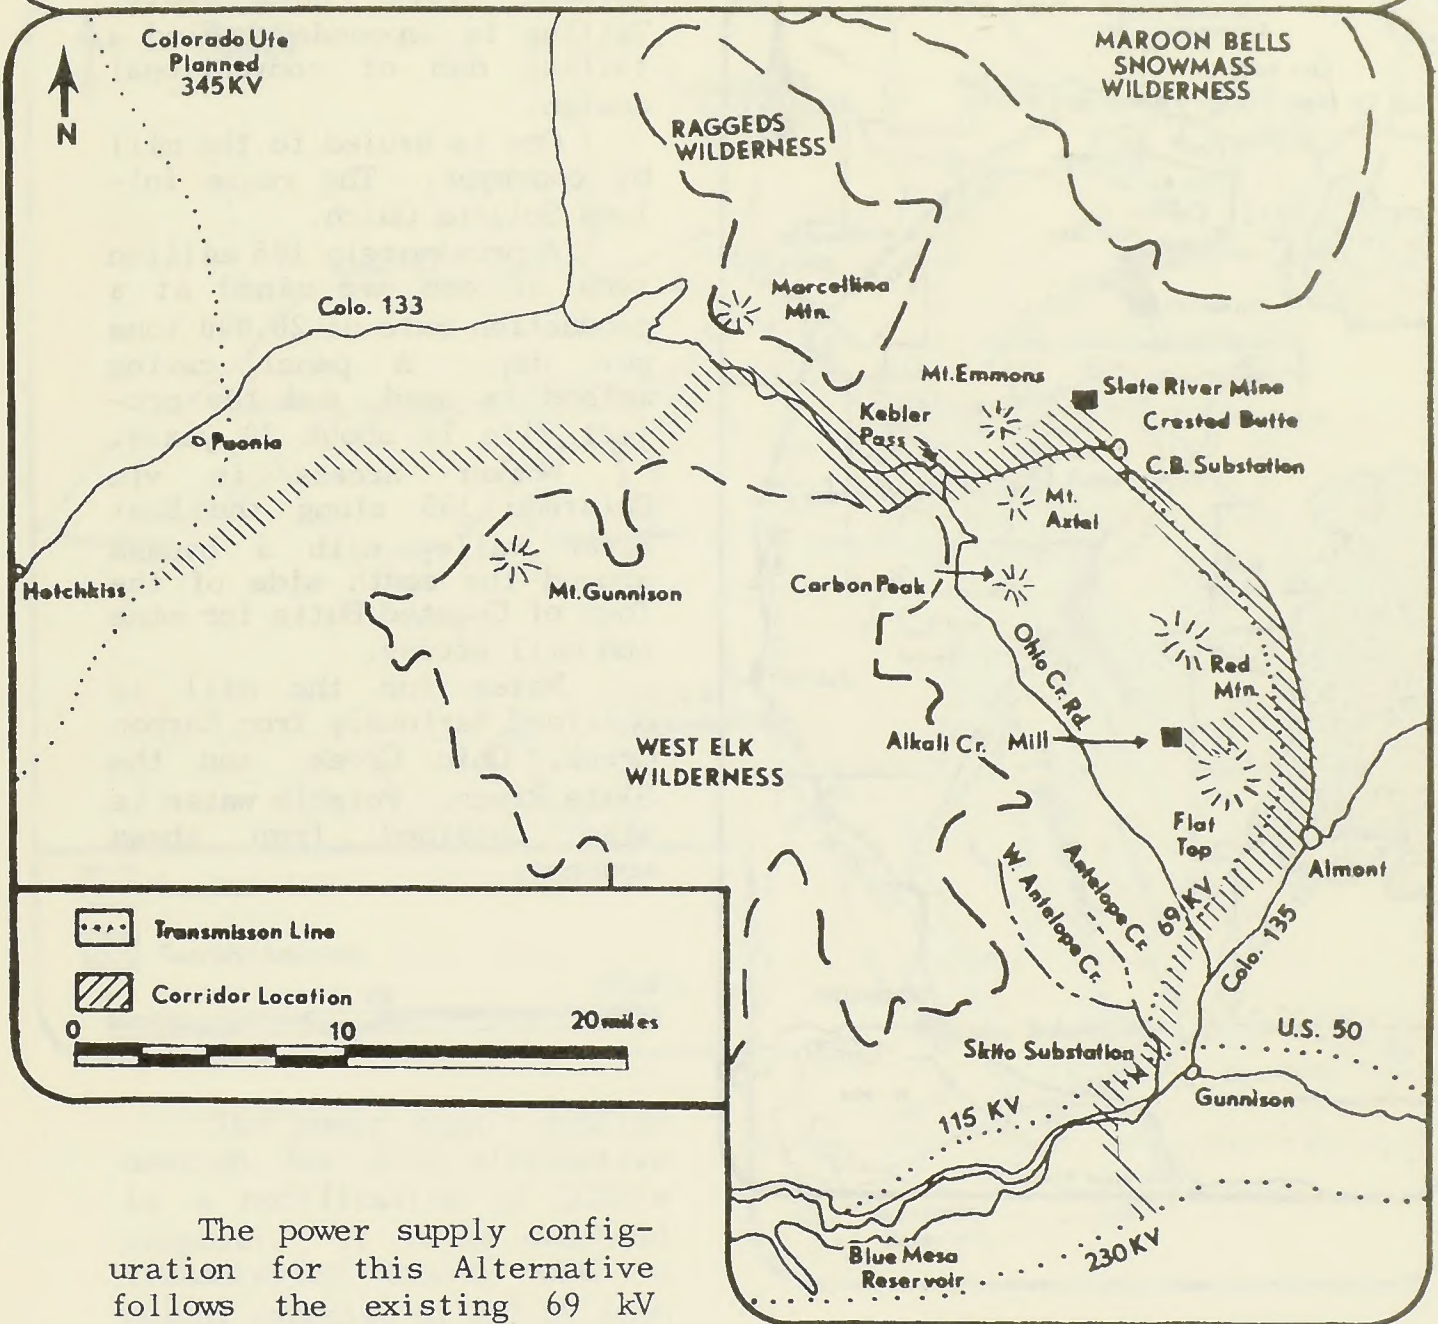 Colorado Ute
Planned
345KV
N
MAROON BELLS
SNOWMASS
WILDERNESS
RAGGEDS
WILDERNESS
Marcellina
Mtn.
Colo. 133
Mt.Emmons
Slate River Mine
Crested Butte
Kebler
Pass
C.B. Substation
Paonia
Mt.
Axtel
Hotchkiss
Mt.Gunnison
Carbon Peak
Ohio Cr. Rd.
Red
Mtn.
WEST ELK
WILDERNESS
Alkali Cr. Mill
Flat
Top
Almont
Antelope Cr.
W. Antelope Cr.
69 KV
Colo. 135
Transmisson Line
Corridor Location
0 10 20 miles
U.S. 50
Skito Substation
Gunnison
115 KV
Blue Mesa
Reservoir
230KV
The power supply config-
uration for this Alternative
follows the existing 69 kV